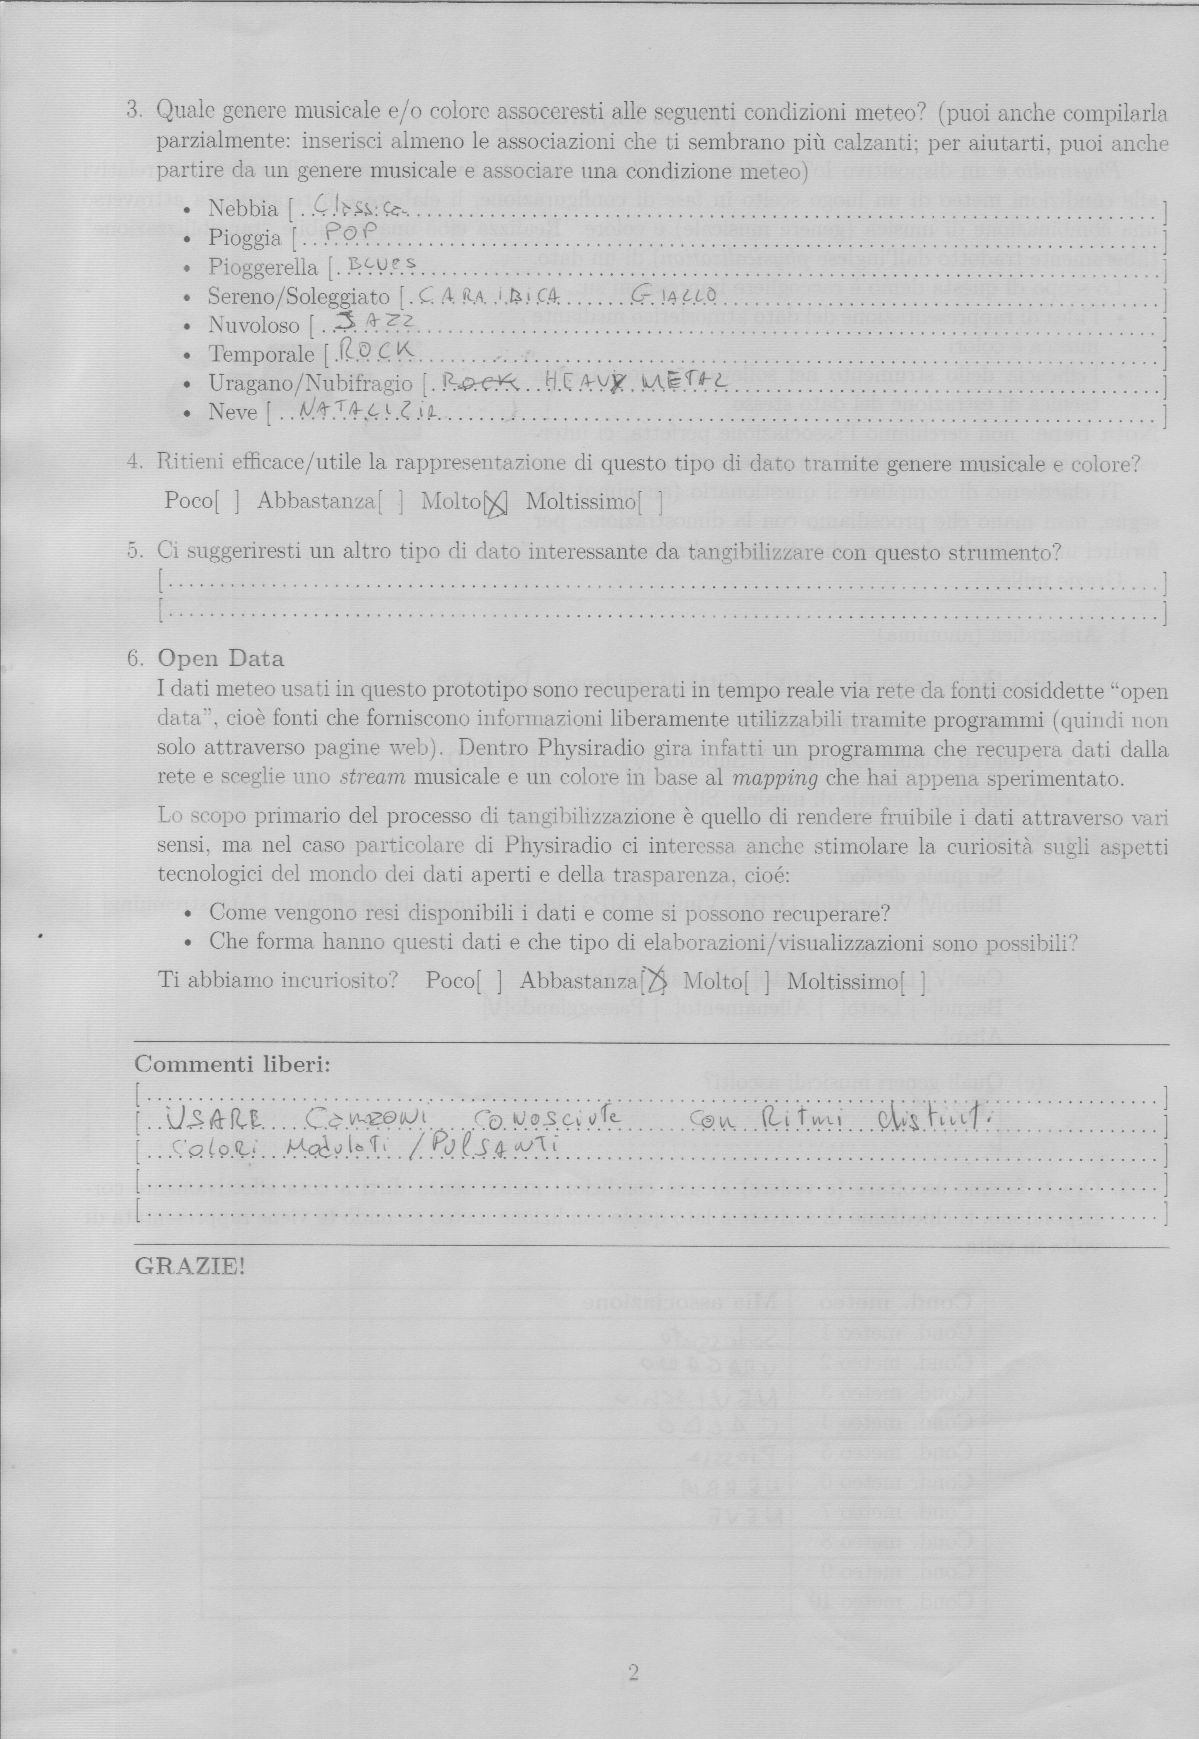 3. Quale genere musicale e/o colore assoceresti alle seguenti condizioni meteo? (puoi anche compilarla
parzialmente: inserisci almeno le associazioni che ti sembrano più calzanti; per aiutarti, puoi anche
partire da un genere musicale e associare una condizione meteo)
• Nebbia [ Classica ]
• Pioggia [ POP ]
• Pioggerella [ BLUES ]
• Sereno/Soleggiato [ CARAIBICA GIALLO ]
• Nuvoloso [ JAZZ ]
• Temporale [ ROCK ]
• Uragano/Nubifragio [ ROCK HEAVY METAL ]
• Neve [ NATALIZIA ]
4. Ritieni efficace/utile la rappresentazione di questo tipo di dato tramite genere musicale e colore?
Poco[ ] Abbastanza[ ] Molto[X] Moltissimo[ ]
5. Ci suggeriresti un altro tipo di dato interessante da tangibilizzare con questo strumento?
[ ]
[ ]
6. Open Data
I dati meteo usati in questo prototipo sono recuperati in tempo reale via rete da fonti cosiddette “open
data”, cioè fonti che forniscono informazioni liberamente utilizzabili tramite programmi (quindi non
solo attraverso pagine web). Dentro Physiradio gira infatti un programma che recupera dati dalla
rete e sceglie uno stream musicale e un colore in base al mapping che hai appena sperimentato.
Lo scopo primario del processo di tangibilizzazione è quello di rendere fruibile i dati attraverso vari
sensi, ma nel caso particolare di Physiradio ci interessa anche stimolare la curiosità sugli aspetti
tecnologici del mondo dei dati aperti e della trasparenza, cioé:
• Come vengono resi disponibili i dati e come si possono recuperare?
• Che forma hanno questi dati e che tipo di elaborazioni/visualizzazioni sono possibili?
Ti abbiamo incuriosito? Poco[ ] Abbastanza[X] Molto[ ] Moltissimo[ ]
Commenti liberi:
[ ]
[ USARE CANZONI CONOSCIUTE CON RITMI distinti ]
[ COLORI MODULATI / PULSANTI ]
[ ]
[ ]
GRAZIE!
2